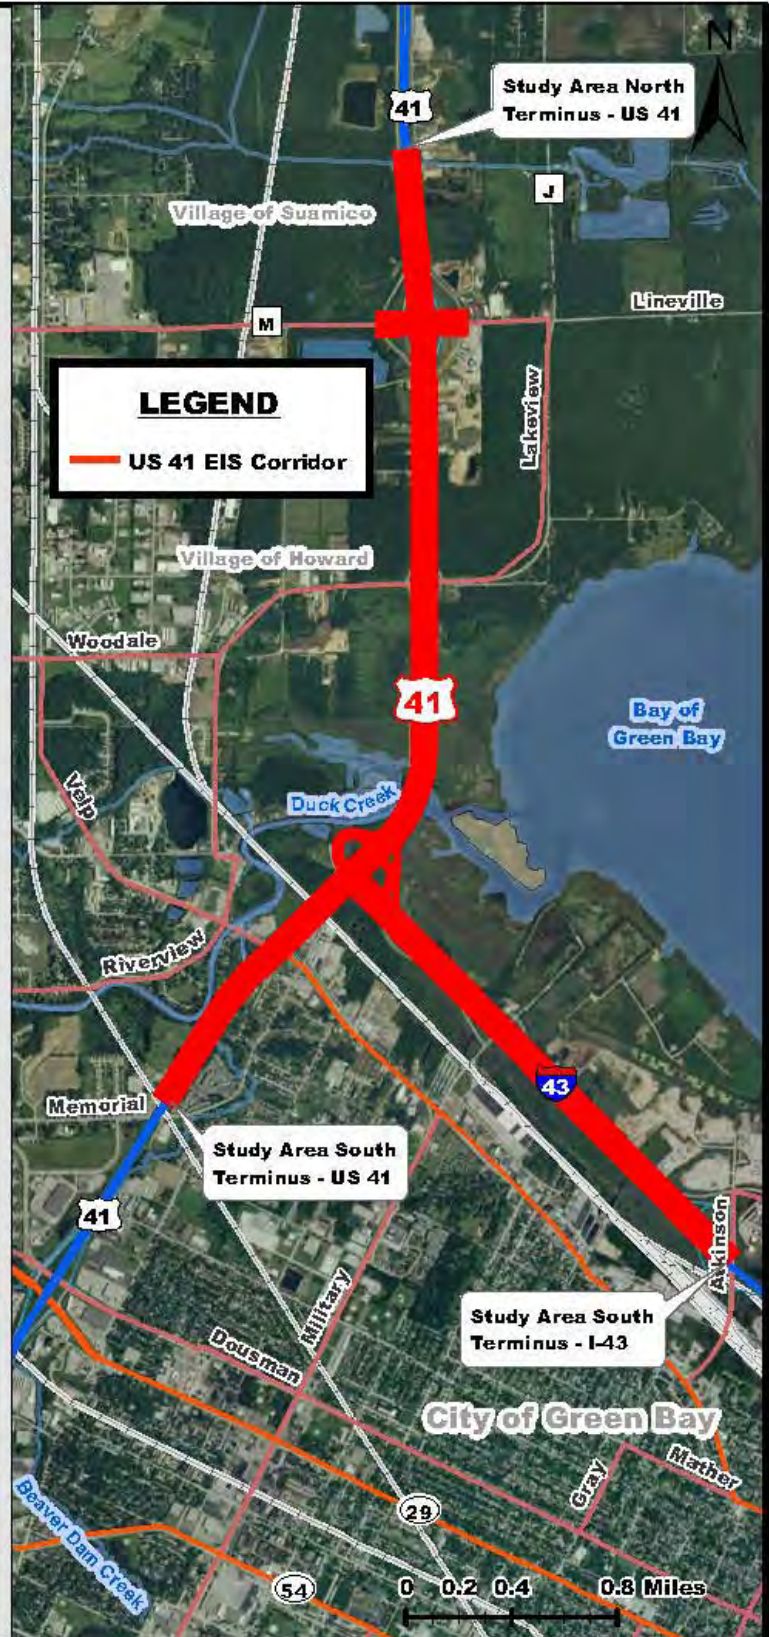 N
41
Study Area North
Terminus - US 41
J
Village of Suamico
Lineville
M
LEGEND
US 41 EIS Corridor
Lakeview
Village of Howard
Woodale
41
Bay of
Green Bay
Velp
Duck Creek
Riverview
43
Memorial
Study Area South
Terminus - US 41
41
Atkinson
Military
Study Area South
Terminus - I-43
Dousman
City of Green Bay
Gray
Mather
Beaver Dam Creek
29
54
0 0.2 0.4 0.8 Miles